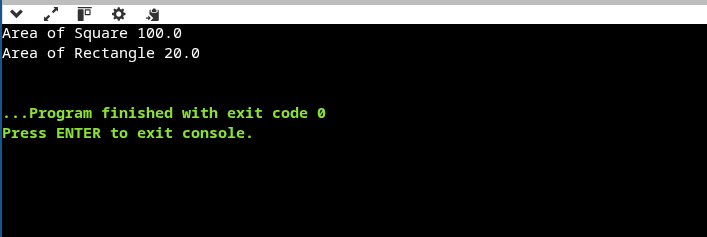 Area of Square 100.0
Area of Rectangle 20.0
...Program finished with exit code 0
Press ENTER to exit console.